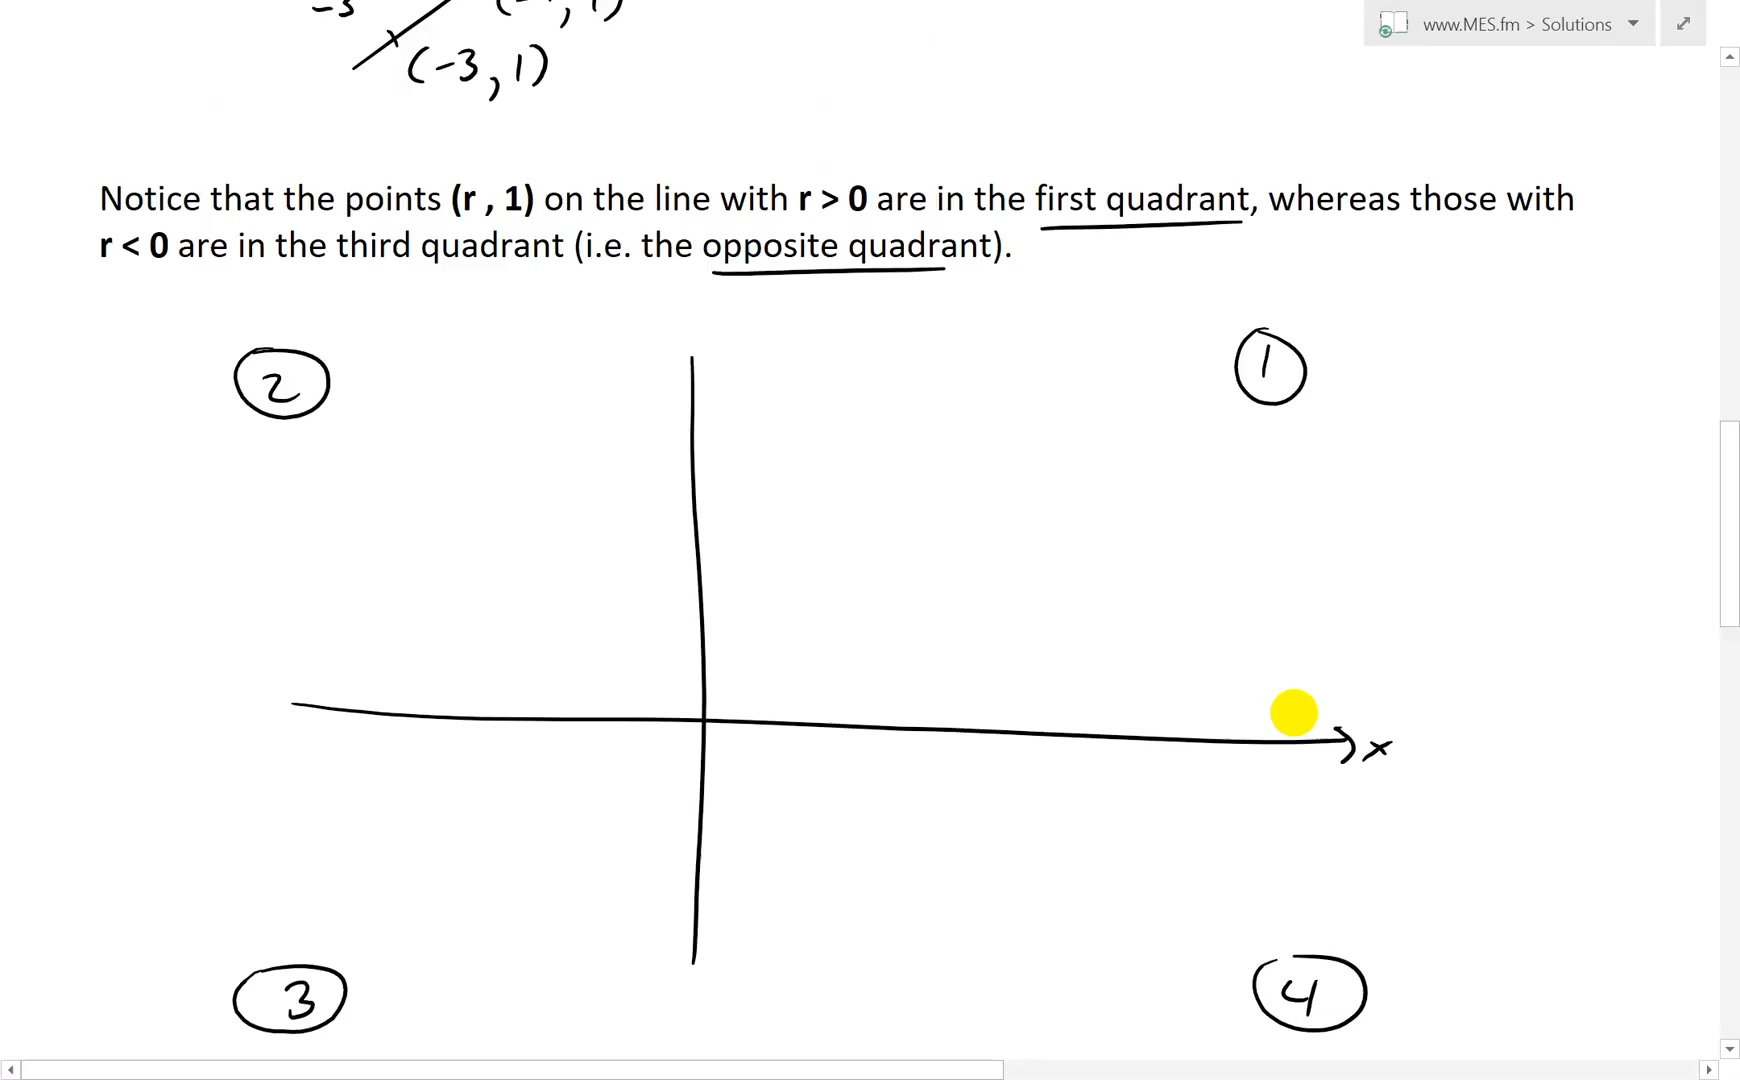 -3
www.MES.fm > Solutions
(-3, 1)
Notice that the points (r , 1) on the line with r > 0 are in the first quadrant, whereas those with
r < 0 are in the third quadrant (i.e. the opposite quadrant).
2
1
x
3
4